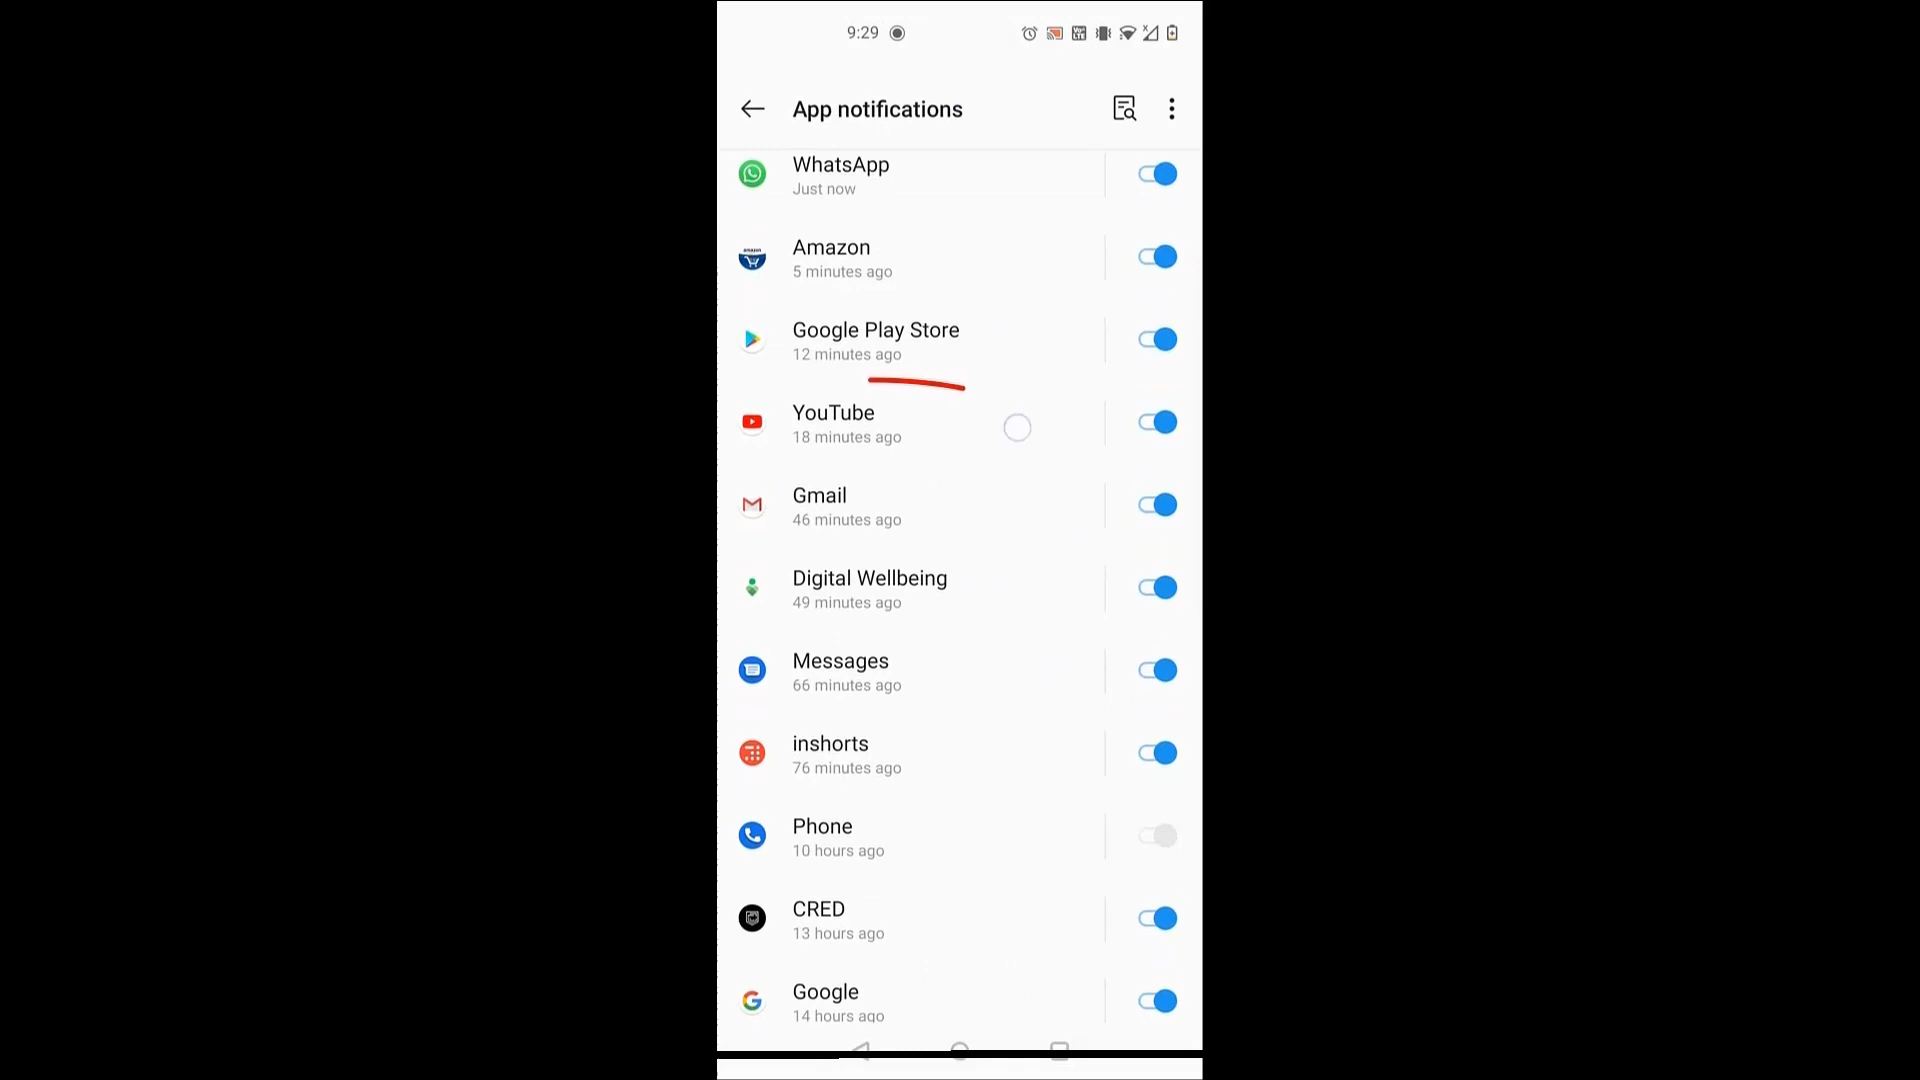 9:29
App notifications
WhatsApp
Just now
Amazon
5 minutes ago
Google Play Store
12 minutes ago
YouTube
18 minutes ago
Gmail
46 minutes ago
Digital Wellbeing
49 minutes ago
Messages
66 minutes ago
inshorts
76 minutes ago
Phone
10 hours ago
CRED
13 hours ago
Google
14 hours ago